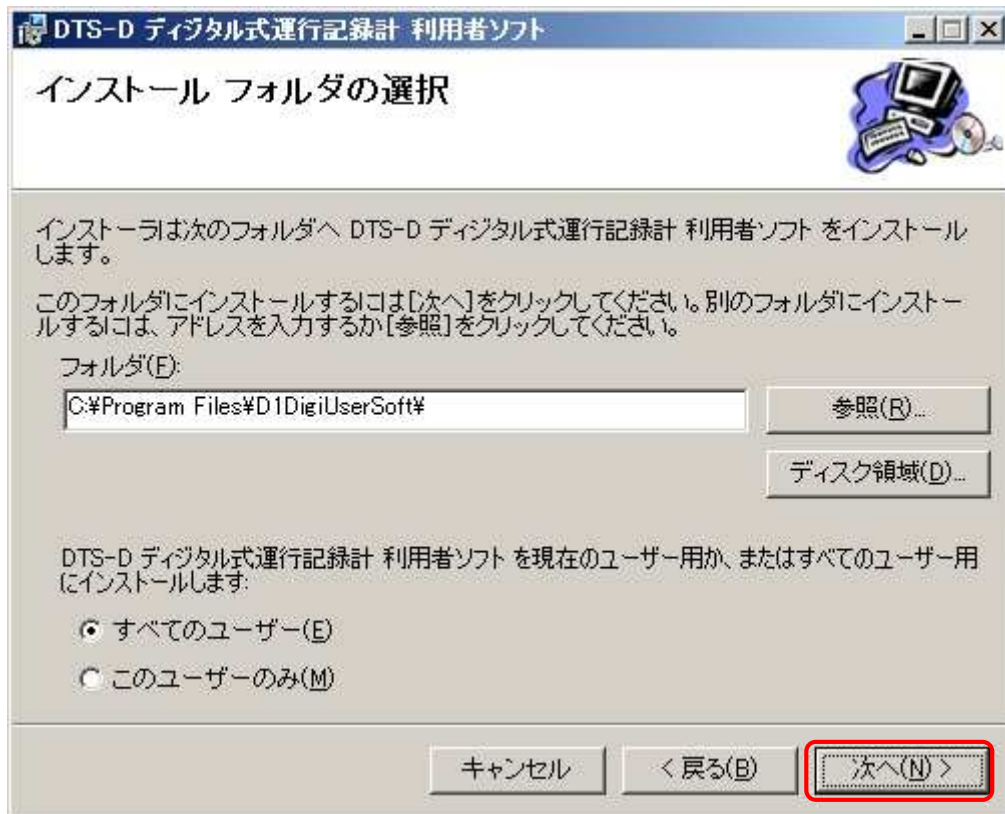 DTS-D ディジタル式運行記録計 利用者ソフト
インストール フォルダの選択
インストーラは次のフォルダへ DTS-D ディジタル式運行記録計 利用者ソフト をインストール
します。
このフォルダにインストールするには[次へ]をクリックしてください。別のフォルダにインストー
ルするには、アドレスを入力するか[参照]をクリックしてください。
フォルダ(F):
C:¥Program Files¥D1DigiUserSoft¥
参照(R)...
ディスク領域(D)...
DTS-D ディジタル式運行記録計 利用者ソフト を現在のユーザー用か、またはすべてのユーザー用
にインストールします:
すべてのユーザー(E)
このユーザーのみ(M)
キャンセル
< 戻る(B)
次へ(N) >